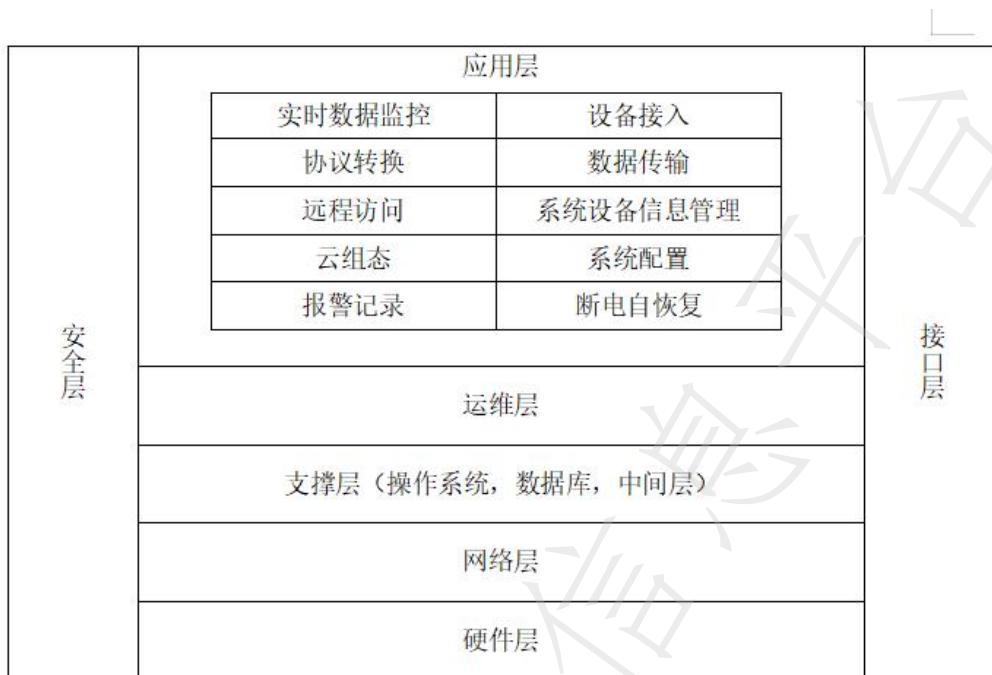 应用层
实时数据监控 设备接入
协议转换 数据传输
远程访问 系统设备信息管理
云组态 系统配置
报警记录 断电自恢复
安全层
接口层
运维层
支撑层（操作系统，数据库，中间层）
网络层
硬件层
信息平台